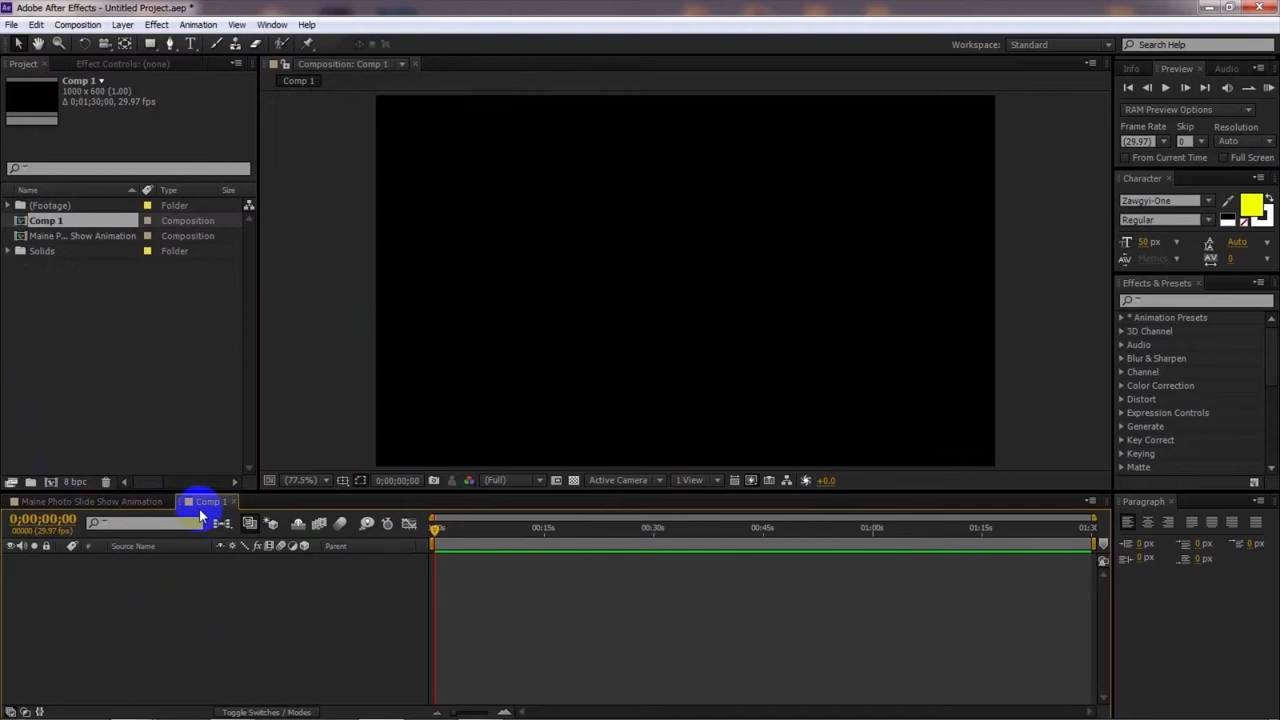 Adobe After Effects - Untitled Project.aep *
File Edit Composition Layer Effect Animation View Window Help
Workspace: Standard
Search Help
Project
Effect Controls: (none)
Composition: Comp 1
Info Preview Audio
Comp 1
1000 x 600 (1.00)
Δ 0;01;30;00, 29.97 fps
Comp 1
RAM Preview Options
Frame Rate Skip Resolution
(29.97) 0 Auto
From Current Time Full Screen
Character
Zawgyi-One
Regular
50 px Auto
Metrics 0
Name Type Size
(Footage) Folder
Comp 1 Composition
Maine P... Show Animation Composition
Solids Folder
Effects & Presets
* Animation Presets
3D Channel
Audio
Blur & Sharpen
Channel
Color Correction
Distort
Expression Controls
Generate
Key Correct
Keying
Matte
8 bpc
(77.5%) 0;00;00;00 (Full) Active Camera 1 View +0.0
Maine Photo Slide Show Animation
Comp 1
Paragraph
0;00;00;00
00000 (29.97 fps)
00:15s 00:30s 00:45s 01:00s 01:15s 01:30
# Source Name Parent
0 px 0 px 0 px
0 px 0 px
Toggle Switches / Modes